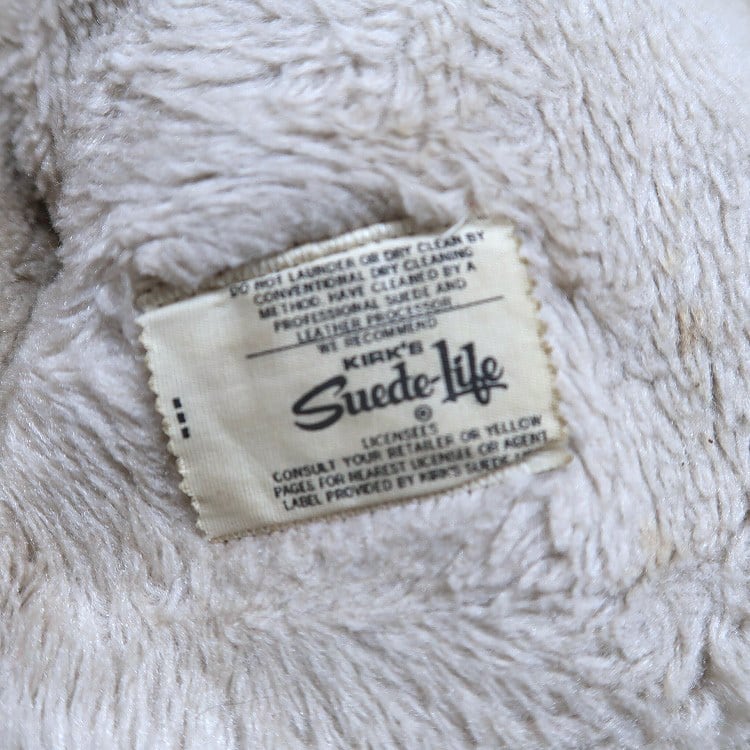 DO NOT LAUNDER OR DRY CLEAN BY
CONVENTIONAL DRY CLEANING
METHOD. HAVE CLEANED BY A
PROFESSIONAL SUEDE AND
LEATHER PROCESSOR
WE RECOMMEND
KIRK'S
Suede-Life
®
LICENSEES
CONSULT YOUR RETAILER OR YELLOW
PAGES FOR NEAREST LICENSEE OR AGENT
LABEL PROVIDED BY KIRK'S SUEDE-LIFE